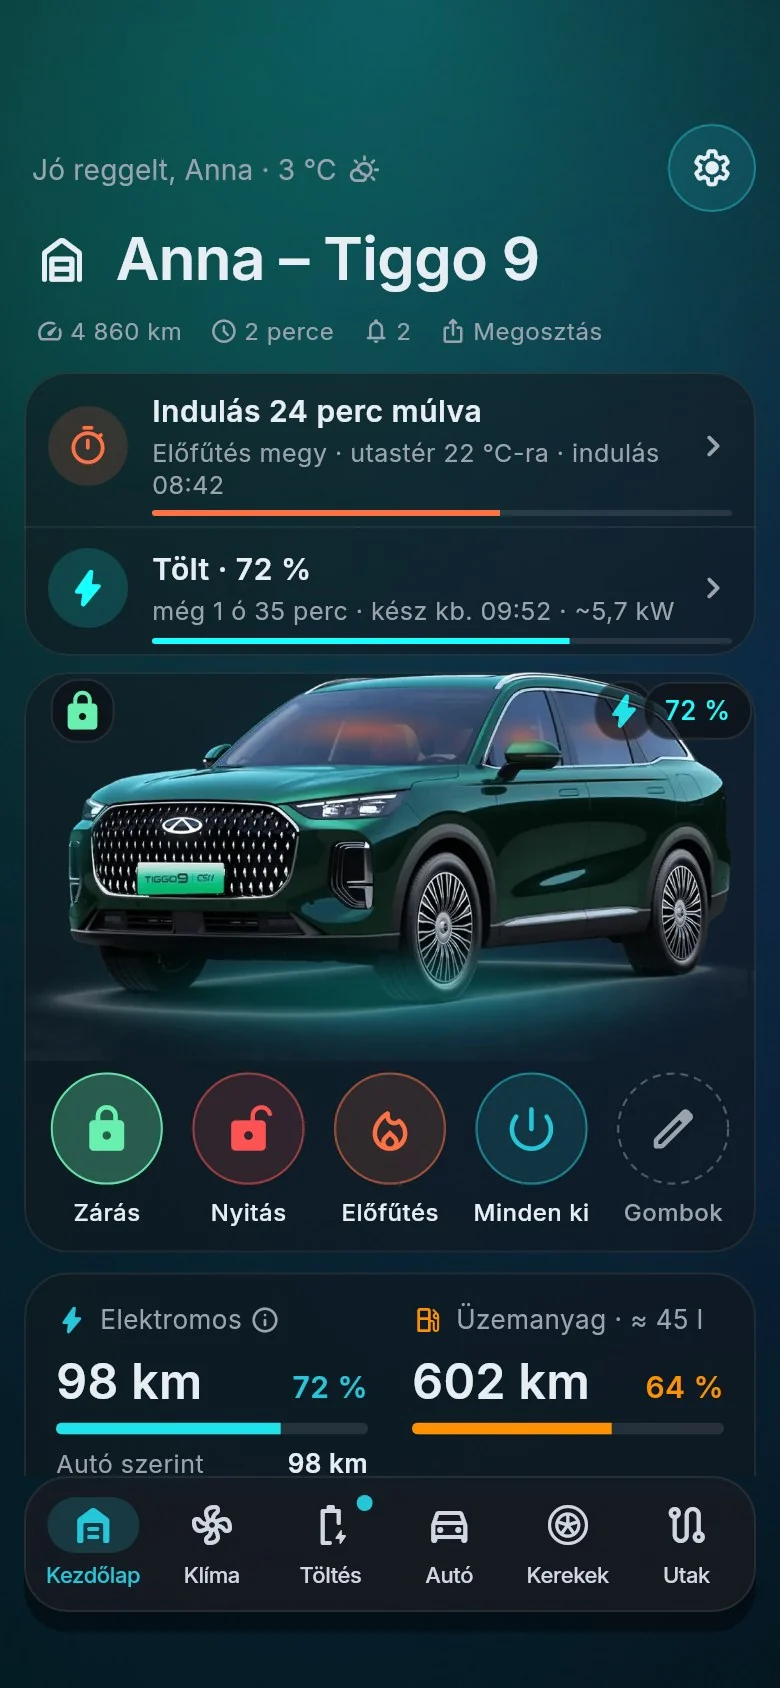 Jó reggelt, Anna · 3 °C
Anna – Tiggo 9
4 860 km 2 perce 2 Megosztás
Indulás 24 perc múlva
Előfűtés megy · utastér 22 °C-ra · indulás
08:42
Tölt · 72 %
még 1 ó 35 perc · kész kb. 09:52 · ~5,7 kW
72 %
TIGGO9 CSH
Zárás Nyitás Előfűtés Minden ki Gombok
Elektromos Üzemanyag · ≈ 45 l
98 km 72 % 602 km 64 %
Autó szerint 98 km
Kezdőlap Klíma Töltés Autó Kerekek Utak